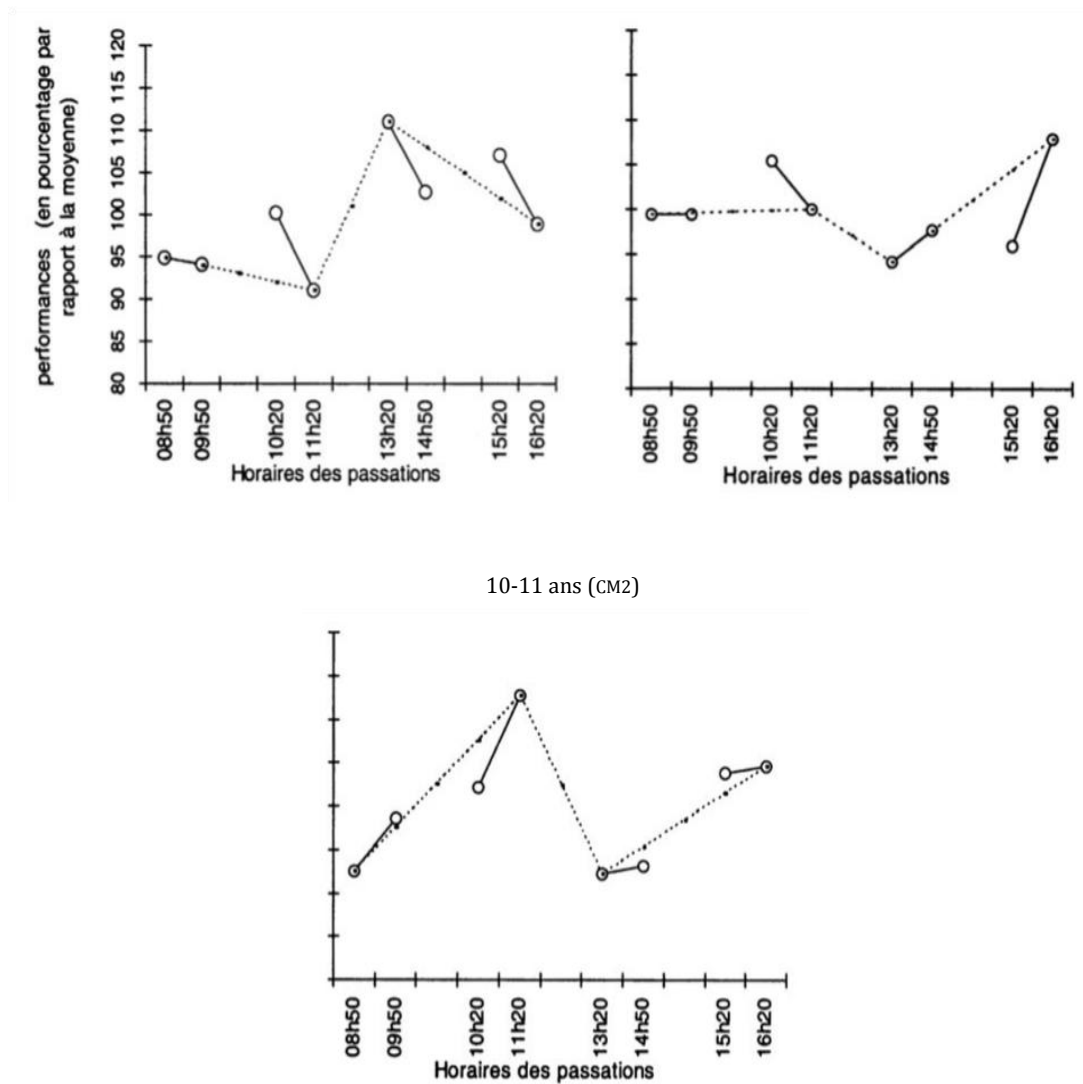 performances (en pourcentage par
rapport à la moyenne)
120
115
110
105
100
95
90
85
80
08h50
09h50
10h20
11h20
13h20
14h50
15h20
16h20
Horaires des passations
08h50
09h50
10h20
11h20
13h20
14h50
15h20
16h20
Horaires des passations
10-11 ans (CM2)
08h50
09h50
10h20
11h20
13h20
14h50
15h20
16h20
Horaires des passations